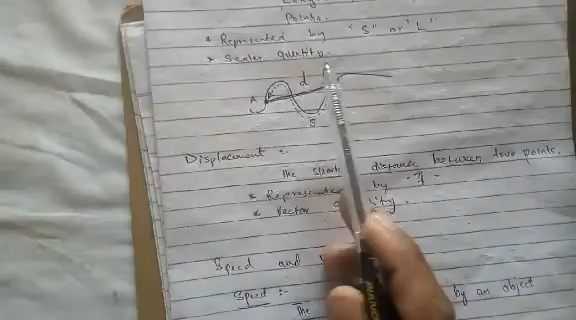 Points.
* Represented by "S" or "L"
* Scalar quantity.
A d
S
Displacement :-
The distance between two points.
* Represented by
* Vector
Speed and
Speed :-
The by an object